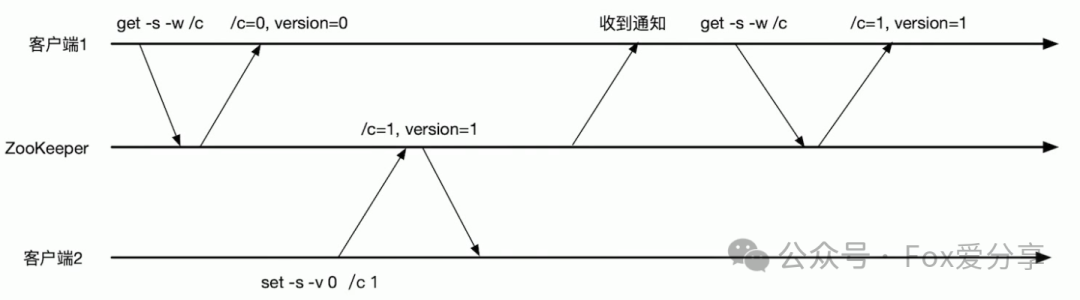 get -s -w /c
/c=0, version=0
收到通知
get -s -w /c
/c=1, version=1
客户端1
/c=1, version=1
ZooKeeper
客户端2
公众号 · Fox爱分享
set -s -v 0 /c 1